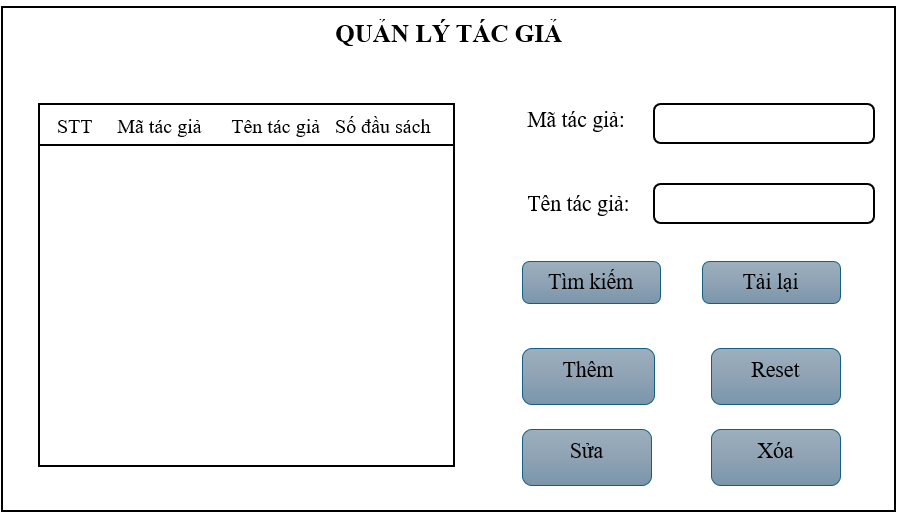 QUẢN LÝ TÁC GIẢ
STT Mã tác giả Tên tác giả Số đầu sách
Mã tác giả:
Tên tác giả:
Tìm kiếm Tải lại
Thêm Reset
Sửa Xóa